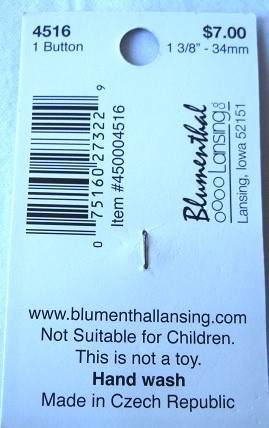 4516 $7.00
1 Button 1 3/8" - 34mm
0 75160 27322 9
Item #450004516
Blumenthal
Lansing Co
Lansing, Iowa 52151
www.blumenthallansing.com
Not Suitable for Children.
This is not a toy.
Hand wash
Made in Czech Republic